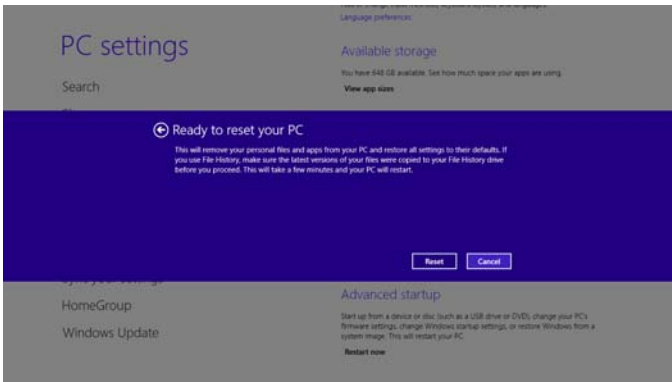 Language preferences
PC settings
Available storage
You have 648 GB available. See how much space your apps are using.
Search
View app sizes
Ready to reset your PC
This will remove your personal files and apps from your PC and restore all settings to their defaults. If
you use File History, make sure the latest versions of your files were copied to your File History drive
before you proceed. This will take a few minutes and your PC will restart.
Reset
Cancel
HomeGroup
Windows Update
Advanced startup
Start up from a device or disc (such as a USB drive or DVD), change your PC's
firmware settings, change Windows startup settings, or restore Windows from a
system image. This will restart your PC.
Restart now